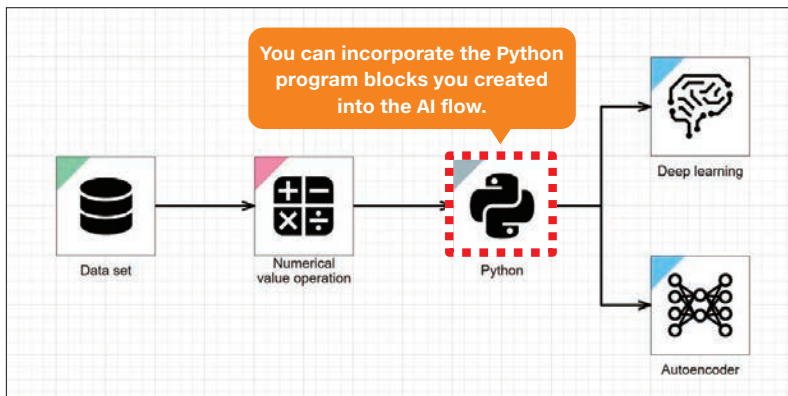 You can incorporate the Python
program blocks you created
into the AI flow.
Deep learning
Data set
Numerical
value operation
Python
Autoencoder